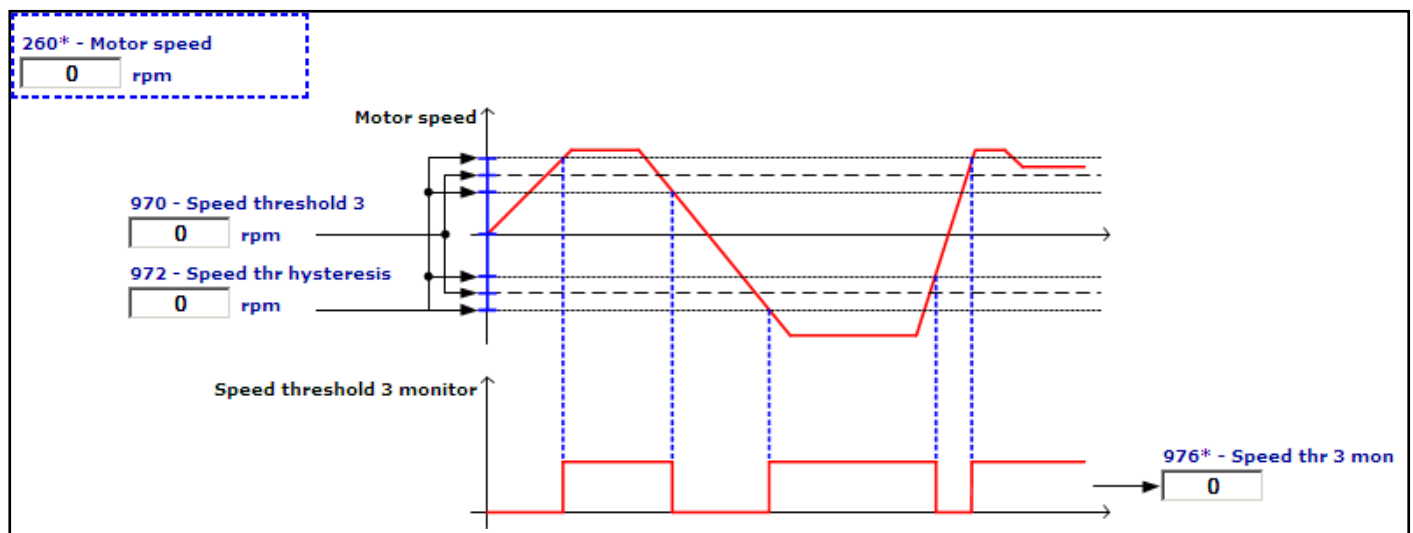 260* - Motor speed
0 rpm
Motor speed
970 - Speed threshold 3
0 rpm
972 - Speed thr hysteresis
0 rpm
Speed threshold 3 monitor
976* - Speed thr 3 mon
0